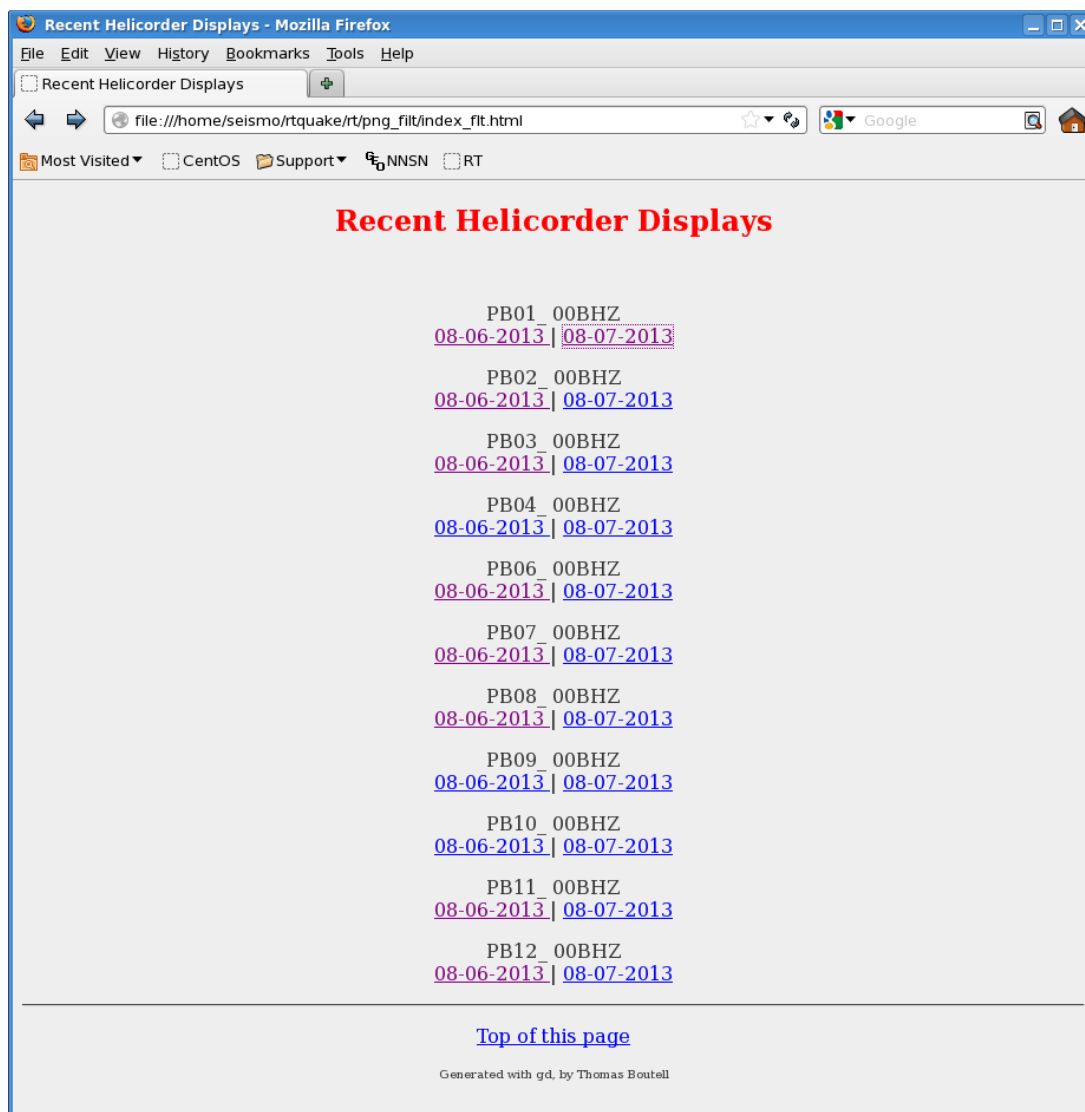 Recent Helicorder Displays - Mozilla Firefox
File Edit View History Bookmarks Tools Help
Recent Helicorder Displays
file:///home/seismo/rtquake/rt/png_filt/index_flt.html Google
Most Visited CentOS Support GEO NNSN RT
Recent Helicorder Displays
PB01_ 00BHZ
08-06-2013 | 08-07-2013
PB02_ 00BHZ
08-06-2013 | 08-07-2013
PB03_ 00BHZ
08-06-2013 | 08-07-2013
PB04_ 00BHZ
08-06-2013 | 08-07-2013
PB06_ 00BHZ
08-06-2013 | 08-07-2013
PB07_ 00BHZ
08-06-2013 | 08-07-2013
PB08_ 00BHZ
08-06-2013 | 08-07-2013
PB09_ 00BHZ
08-06-2013 | 08-07-2013
PB10_ 00BHZ
08-06-2013 | 08-07-2013
PB11_ 00BHZ
08-06-2013 | 08-07-2013
PB12_ 00BHZ
08-06-2013 | 08-07-2013
Top of this page
Generated with gd, by Thomas Boutell